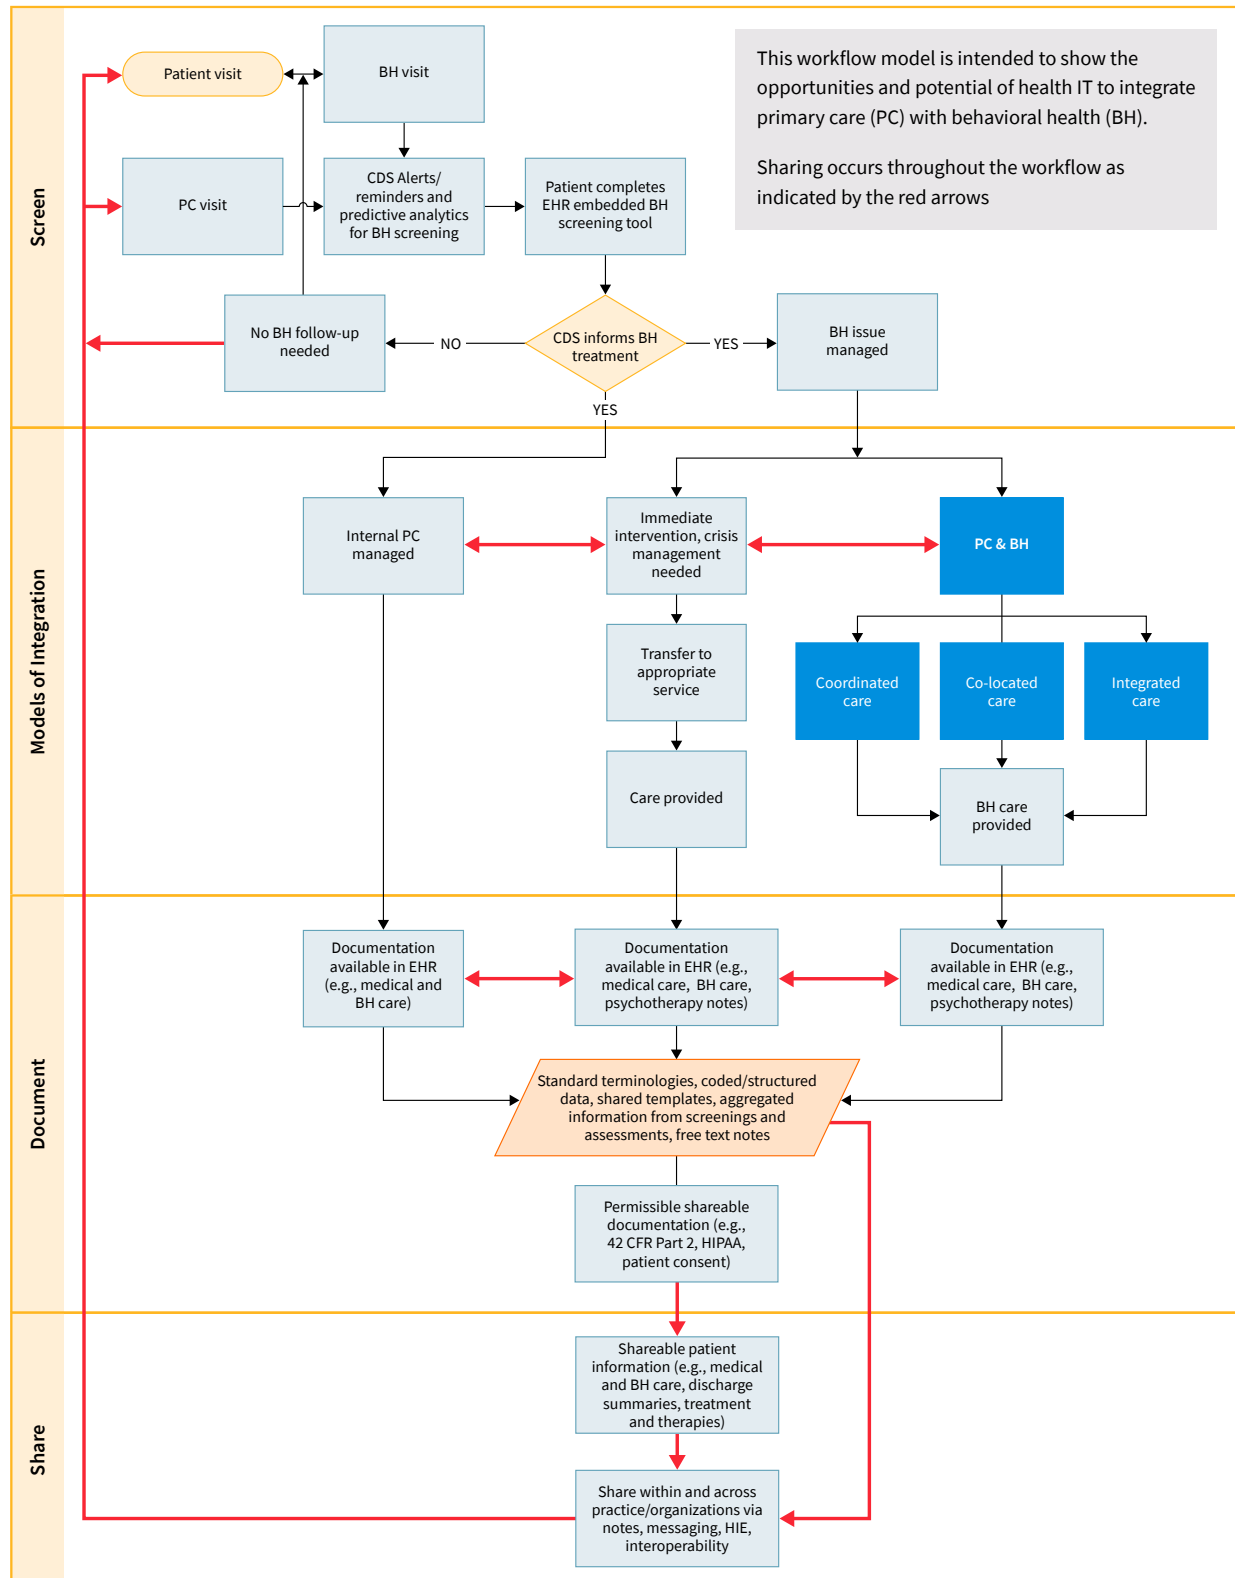 This workflow model is intended to show the
opportunities and potential of health IT to integrate
primary care (PC) with behavioral health (BH).
Sharing occurs throughout the workflow as
indicated by the red arrows
Screen
Patient visit
BH visit
PC visit
CDS Alerts/
reminders and
predictive analytics
for BH screening
Patient completes
EHR embedded BH
screening tool
No BH follow-up
needed
NO
CDS informs BH
treatment
YES
BH issue
managed
YES
Models of Integration
Internal PC
managed
Immediate
intervention, crisis
management
needed
PC & BH
Transfer to
appropriate
service
Coordinated
care
Co-located
care
Integrated
care
Care provided
BH care
provided
Document
Documentation
available in EHR
(e.g., medical and
BH care)
Documentation
available in EHR (e.g.,
medical care, BH care,
psychotherapy notes)
Documentation
available in EHR (e.g.,
medical care, BH care,
psychotherapy notes)
Standard terminologies, coded/structured
data, shared templates, aggregated
information from screenings and
assessments, free text notes
Permissible shareable
documentation (e.g.,
42 CFR Part 2, HIPAA,
patient consent)
Share
Shareable patient
information (e.g., medical
and BH care, discharge
summaries, treatment
and therapies)
Share within and across
practice/organizations via
notes, messaging, HIE,
interoperability